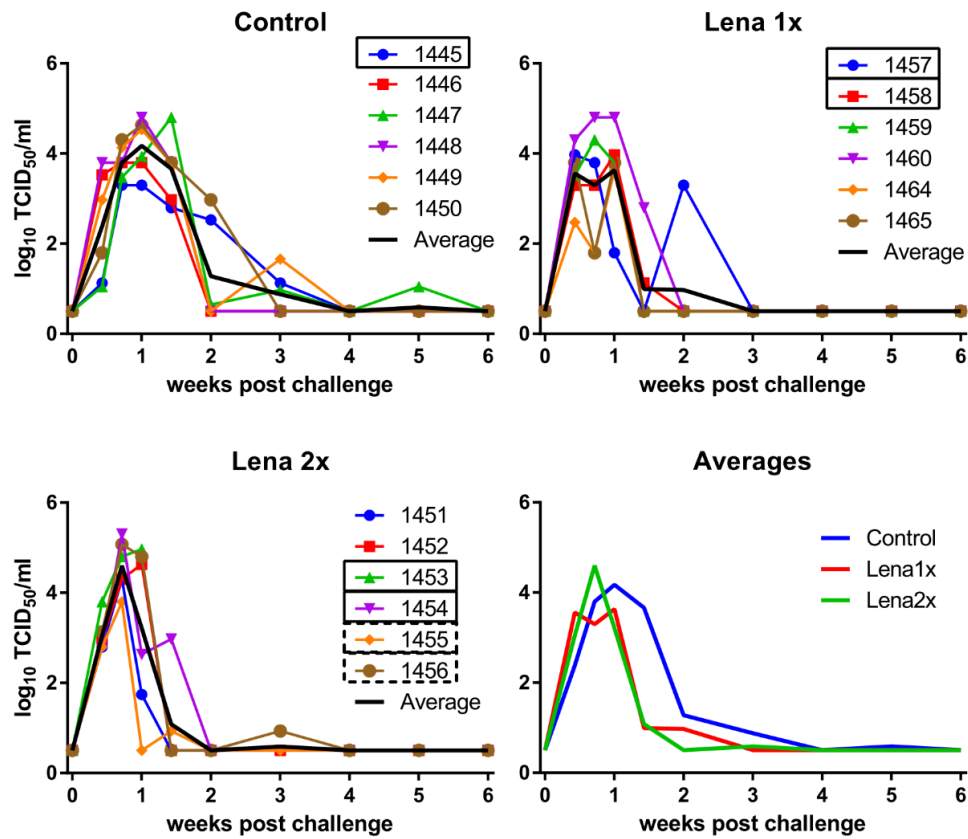 Control
log10 TCID50/ml
6
4
2
0
0 1 2 3 4 5 6
weeks post challenge
1445
1446
1447
1448
1449
1450
Average
Lena 1x
6
4
2
0
0 1 2 3 4 5 6
weeks post challenge
1457
1458
1459
1460
1464
1465
Average
Lena 2x
log10 TCID50/ml
6
4
2
0
0 1 2 3 4 5 6
weeks post challenge
1451
1452
1453
1454
1455
1456
Average
Averages
6
4
2
0
0 1 2 3 4 5 6
weeks post challenge
Control
Lena1x
Lena2x